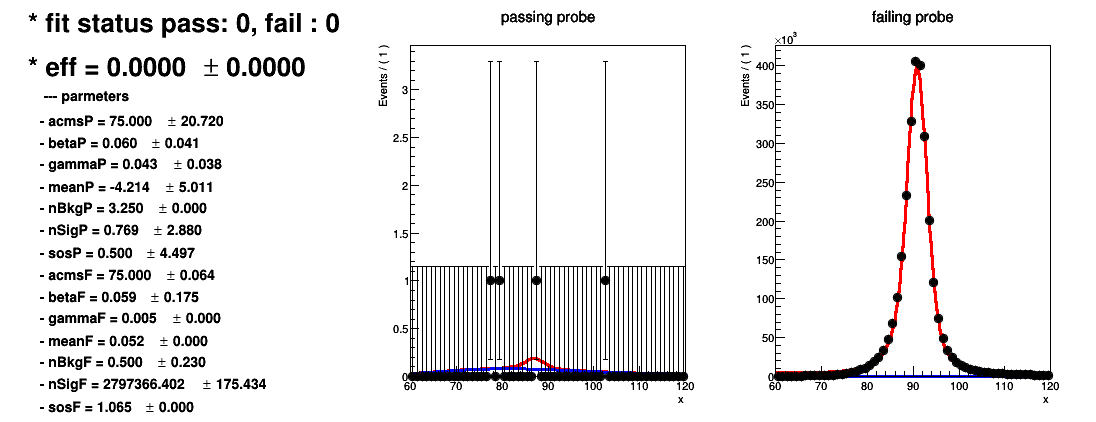 * fit status pass: 0, fail : 0
* eff = 0.0000 ± 0.0000
--- parmeters
- acmsP = 75.000 ± 20.720
- betaP = 0.060 ± 0.041
- gammaP = 0.043 ± 0.038
- meanP = -4.214 ± 5.011
- nBkgP = 3.250 ± 0.000
- nSigP = 0.769 ± 2.880
- sosP = 0.500 ± 4.497
- acmsF = 75.000 ± 0.064
- betaF = 0.059 ± 0.175
- gammaF = 0.005 ± 0.000
- meanF = 0.052 ± 0.000
- nBkgF = 0.500 ± 0.230
- nSigF = 2797366.402 ± 175.434
- sosF = 1.065 ± 0.000
passing probe
Events / ( 1 )
3
2.5
2
1.5
1
0.5
0
60 70 80 90 100 110 120
x
failing probe
×10³
Events / ( 1 )
400
350
300
250
200
150
100
50
0
60 70 80 90 100 110 120
x